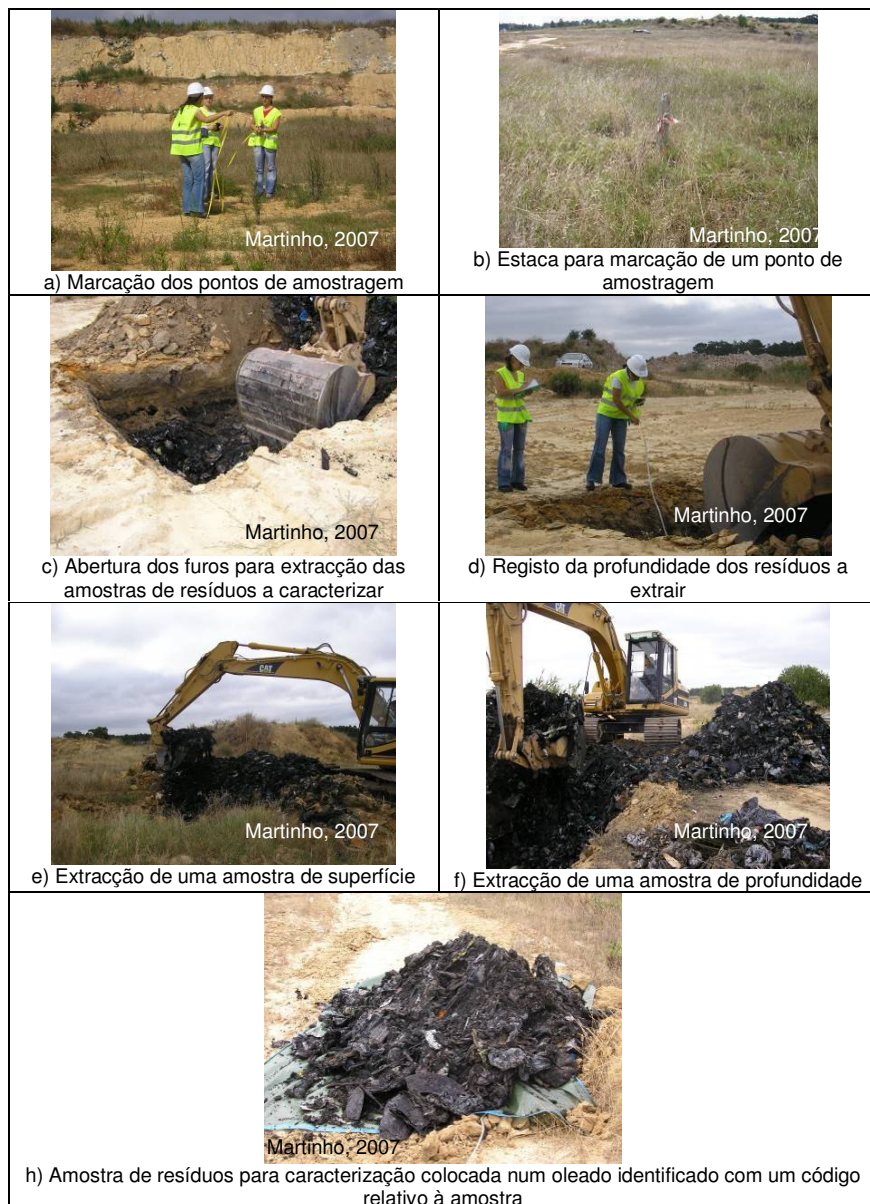 Martinho, 2007
a) Marcação dos pontos de amostragem
Martinho, 2007
b) Estaca para marcação de um ponto de
amostragem
Martinho, 2007
c) Abertura dos furos para extracção das
amostras de resíduos a caracterizar
Martinho, 2007
d) Registo da profundidade dos resíduos a
extrair
CAT
Martinho, 2007
e) Extracção de uma amostra de superfície
CAT
Martinho, 2007
f) Extracção de uma amostra de profundidade
Martinho, 2007
h) Amostra de resíduos para caracterização colocada num oleado identificado com um código
relativo à amostra